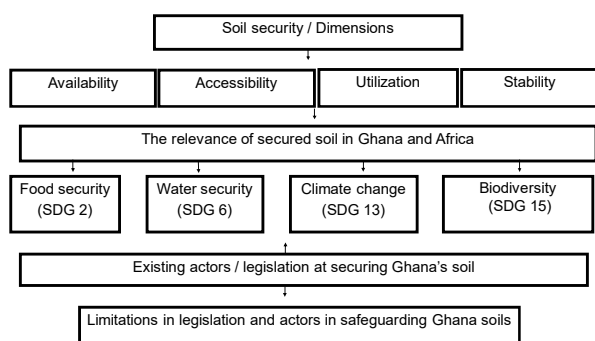 Soil security / Dimensions
Availability
Accessibility
Utilization
Stability
The relevance of secured soil in Ghana and Africa
Food security
(SDG 2)
Water security
(SDG 6)
Climate change
(SDG 13)
Biodiversity
(SDG 15)
Existing actors / legislation at securing Ghana's soil
Limitations in legislation and actors in safeguarding Ghana soils